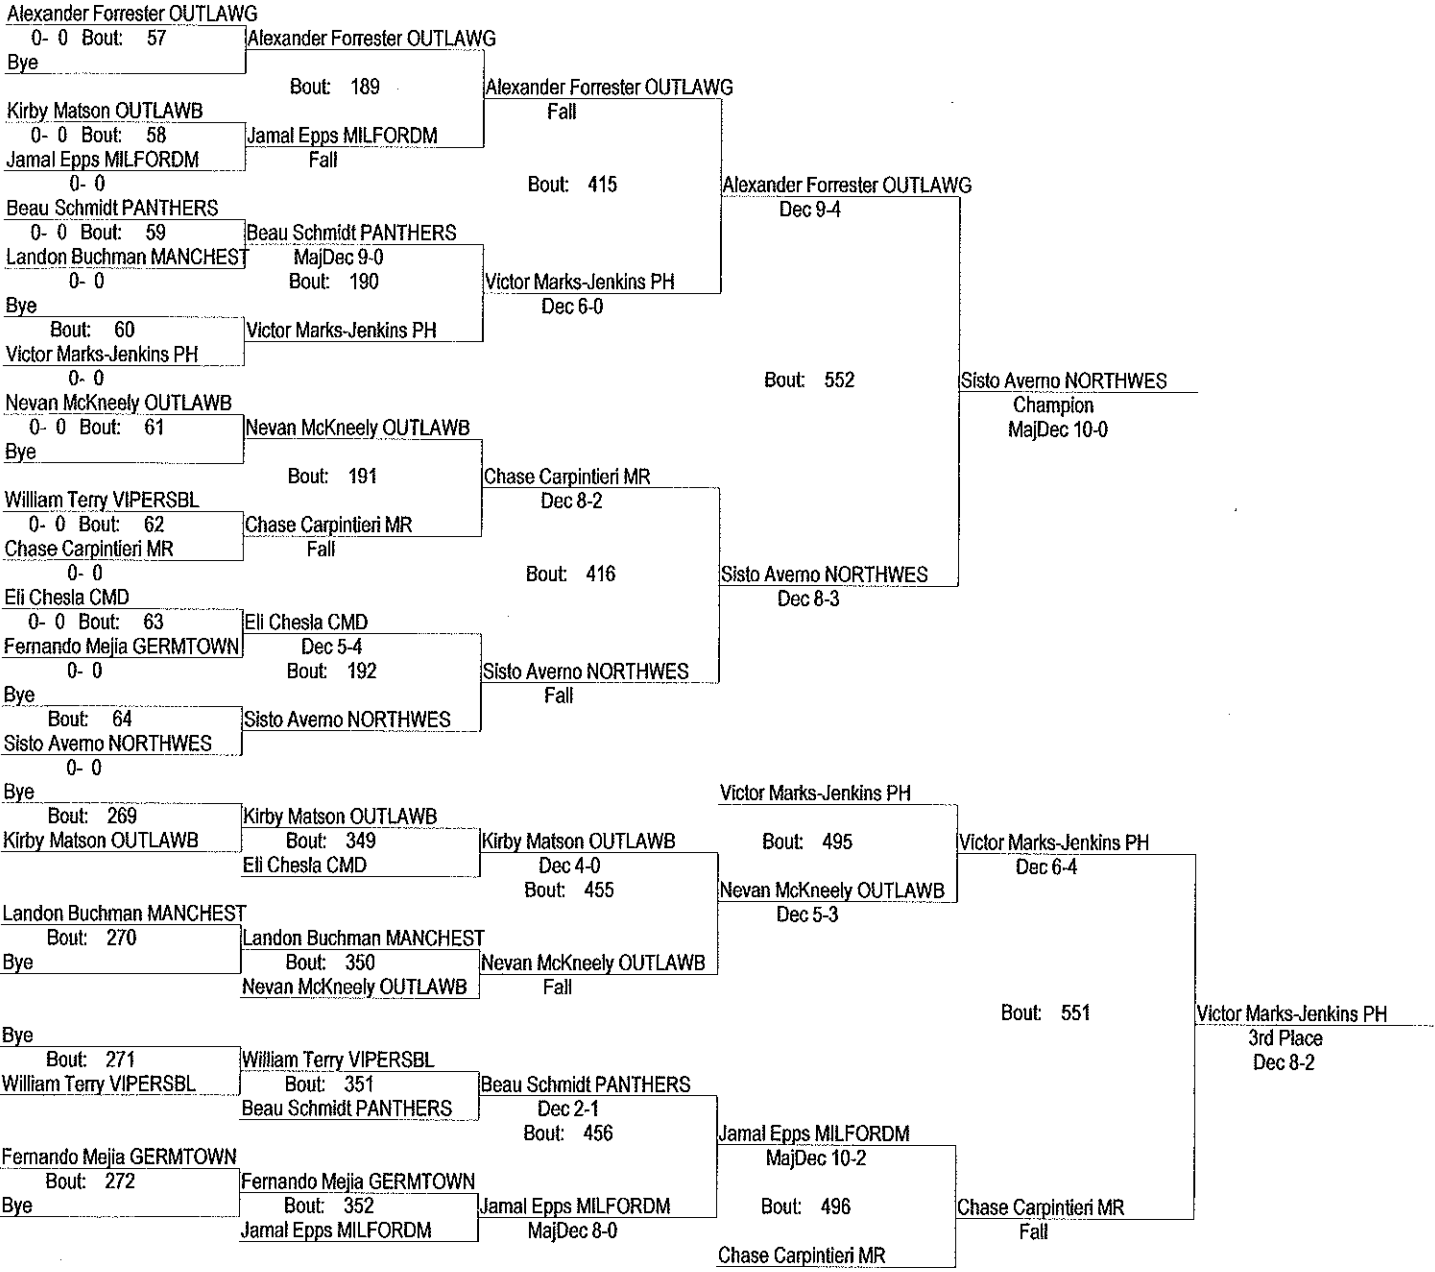 Alexander Forrester OUTLAWG
0- 0 Bout: 57
Bye
Alexander Forrester OUTLAWG
Bout: 189
Kirby Matson OUTLAWB
0- 0 Bout: 58
Jamal Epps MILFORDM
0- 0
Jamal Epps MILFORDM
Fall
Alexander Forrester OUTLAWG
Fall
Bout: 415
Beau Schmidt PANTHERS
0- 0 Bout: 59
Landon Buchman MANCHEST
0- 0
Beau Schmidt PANTHERS
MajDec 9-0
Bout: 190
Bye
Bout: 60
Victor Marks-Jenkins PH
0- 0
Victor Marks-Jenkins PH
Victor Marks-Jenkins PH
Dec 6-0
Alexander Forrester OUTLAWG
Dec 9-4
Bout: 552
Nevan McKneely OUTLAWB
0- 0 Bout: 61
Bye
Nevan McKneely OUTLAWB
Bout: 191
William Terry VIPERSBL
0- 0 Bout: 62
Chase Carpintieri MR
0- 0
Chase Carpintieri MR
Fall
Chase Carpintieri MR
Dec 8-2
Bout: 416
Eli Chesla CMD
0- 0 Bout: 63
Fernando Mejia GERMTOWN
0- 0
Eli Chesla CMD
Dec 5-4
Bout: 192
Bye
Bout: 64
Sisto Averno NORTHWES
0- 0
Sisto Averno NORTHWES
Sisto Averno NORTHWES
Fall
Sisto Averno NORTHWES
Dec 8-3
Sisto Averno NORTHWES
Champion
MajDec 10-0
Bye
Bout: 269
Kirby Matson OUTLAWB
Kirby Matson OUTLAWB
Bout: 349
Eli Chesla CMD
Kirby Matson OUTLAWB
Dec 4-0
Bout: 455
Landon Buchman MANCHEST
Bout: 270
Bye
Landon Buchman MANCHEST
Bout: 350
Nevan McKneely OUTLAWB
Nevan McKneely OUTLAWB
Fall
Victor Marks-Jenkins PH
Bout: 495
Nevan McKneely OUTLAWB
Dec 5-3
Victor Marks-Jenkins PH
Dec 6-4
Bout: 551
Bye
Bout: 271
William Terry VIPERSBL
William Terry VIPERSBL
Bout: 351
Beau Schmidt PANTHERS
Beau Schmidt PANTHERS
Dec 2-1
Bout: 456
Fernando Mejia GERMTOWN
Bout: 272
Bye
Fernando Mejia GERMTOWN
Bout: 352
Jamal Epps MILFORDM
Jamal Epps MILFORDM
MajDec 8-0
Jamal Epps MILFORDM
MajDec 10-2
Bout: 496
Chase Carpintieri MR
Chase Carpintieri MR
Fall
Victor Marks-Jenkins PH
3rd Place
Dec 8-2